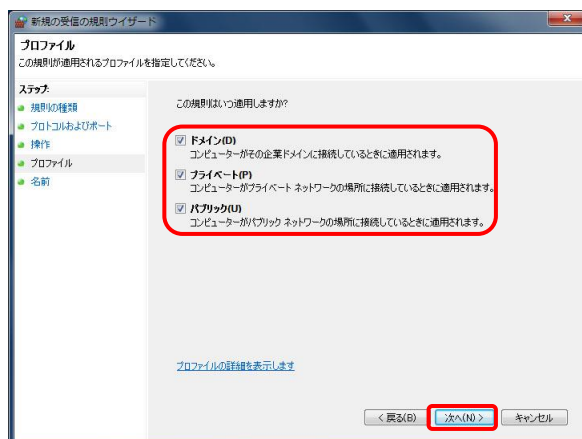 新規の受信の規則ウィザード
プロファイル
この規則が適用されるプロファイルを指定してください。
ステップ:
規則の種類
プロトコルおよびポート
操作
プロファイル
名前
この規則はいつ適用しますか?
ドメイン(D)
コンピューターがその企業ドメインに接続しているときに適用されます。
プライベート(P)
コンピューターがプライベート ネットワークの場所に接続しているときに適用されます。
パブリック(U)
コンピューターがパブリック ネットワークの場所に接続しているときに適用されます。
プロファイルの詳細を表示します
< 戻る(B) 次へ(N) > キャンセル